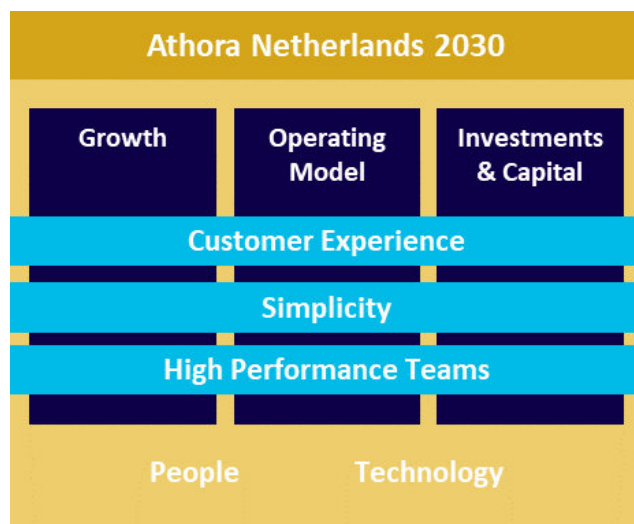 Athora Netherlands 2030
Growth
Operating
Model
Investments
& Capital
Customer Experience
Simplicity
High Performance Teams
People
Technology